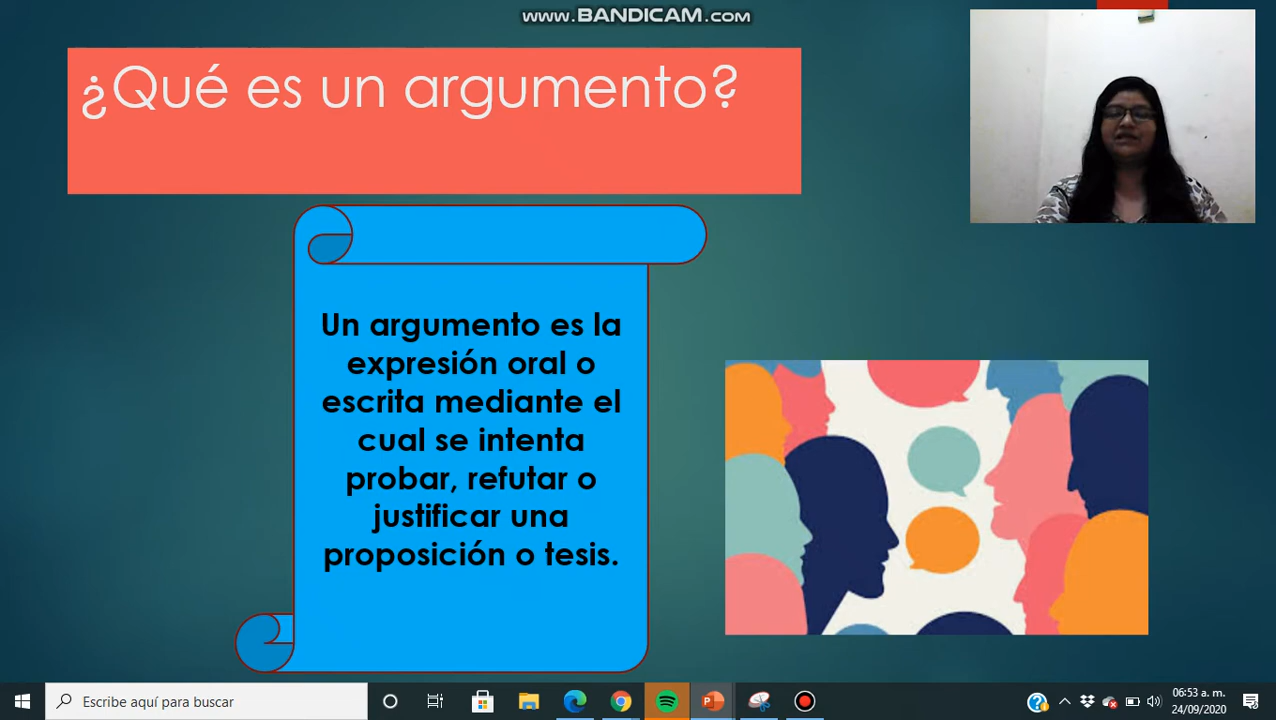 www.BANDICAM.com
¿Qué es un argumento?
Un argumento es la
expresión oral o
escrita mediante el
cual se intenta
probar, refutar o
justificar una
proposición o tesis.
Escribe aquí para buscar
06:53 a. m.
24/09/2020